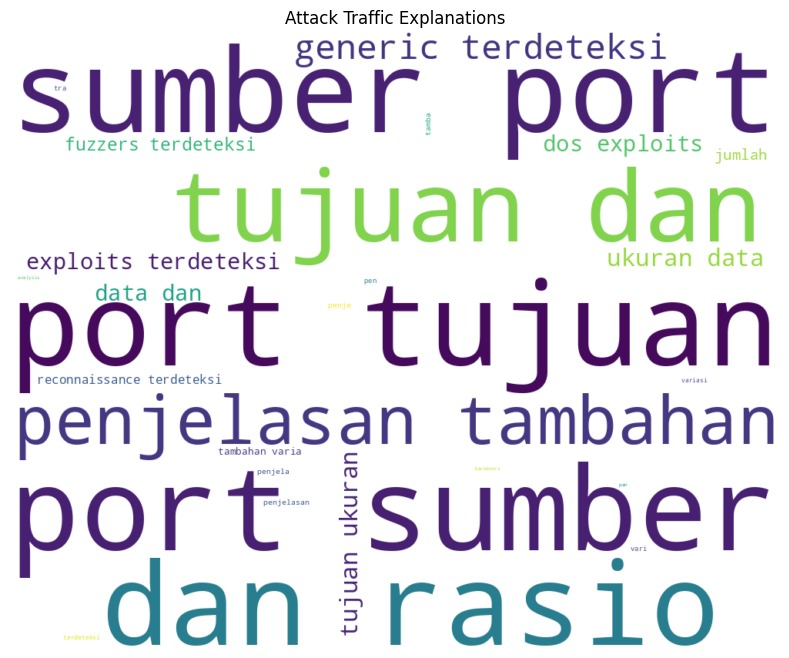 Attack Traffic Explanations
generic terdeteksi
sumber port
tra
tamba
fuzzers terdeteksi
dos exploits
jumlah
tujuan dan
exploits terdeteksi
ukuran data
analysis
data dan
pen
penje
port tujuan
reconnaissance terdeteksi
variasi
penjelasan tambahan
tambahan varia
tujuan ukuran
penjela
backdoors
port sumber
penjelasan
par
vari
dan rasio
terdeteksi